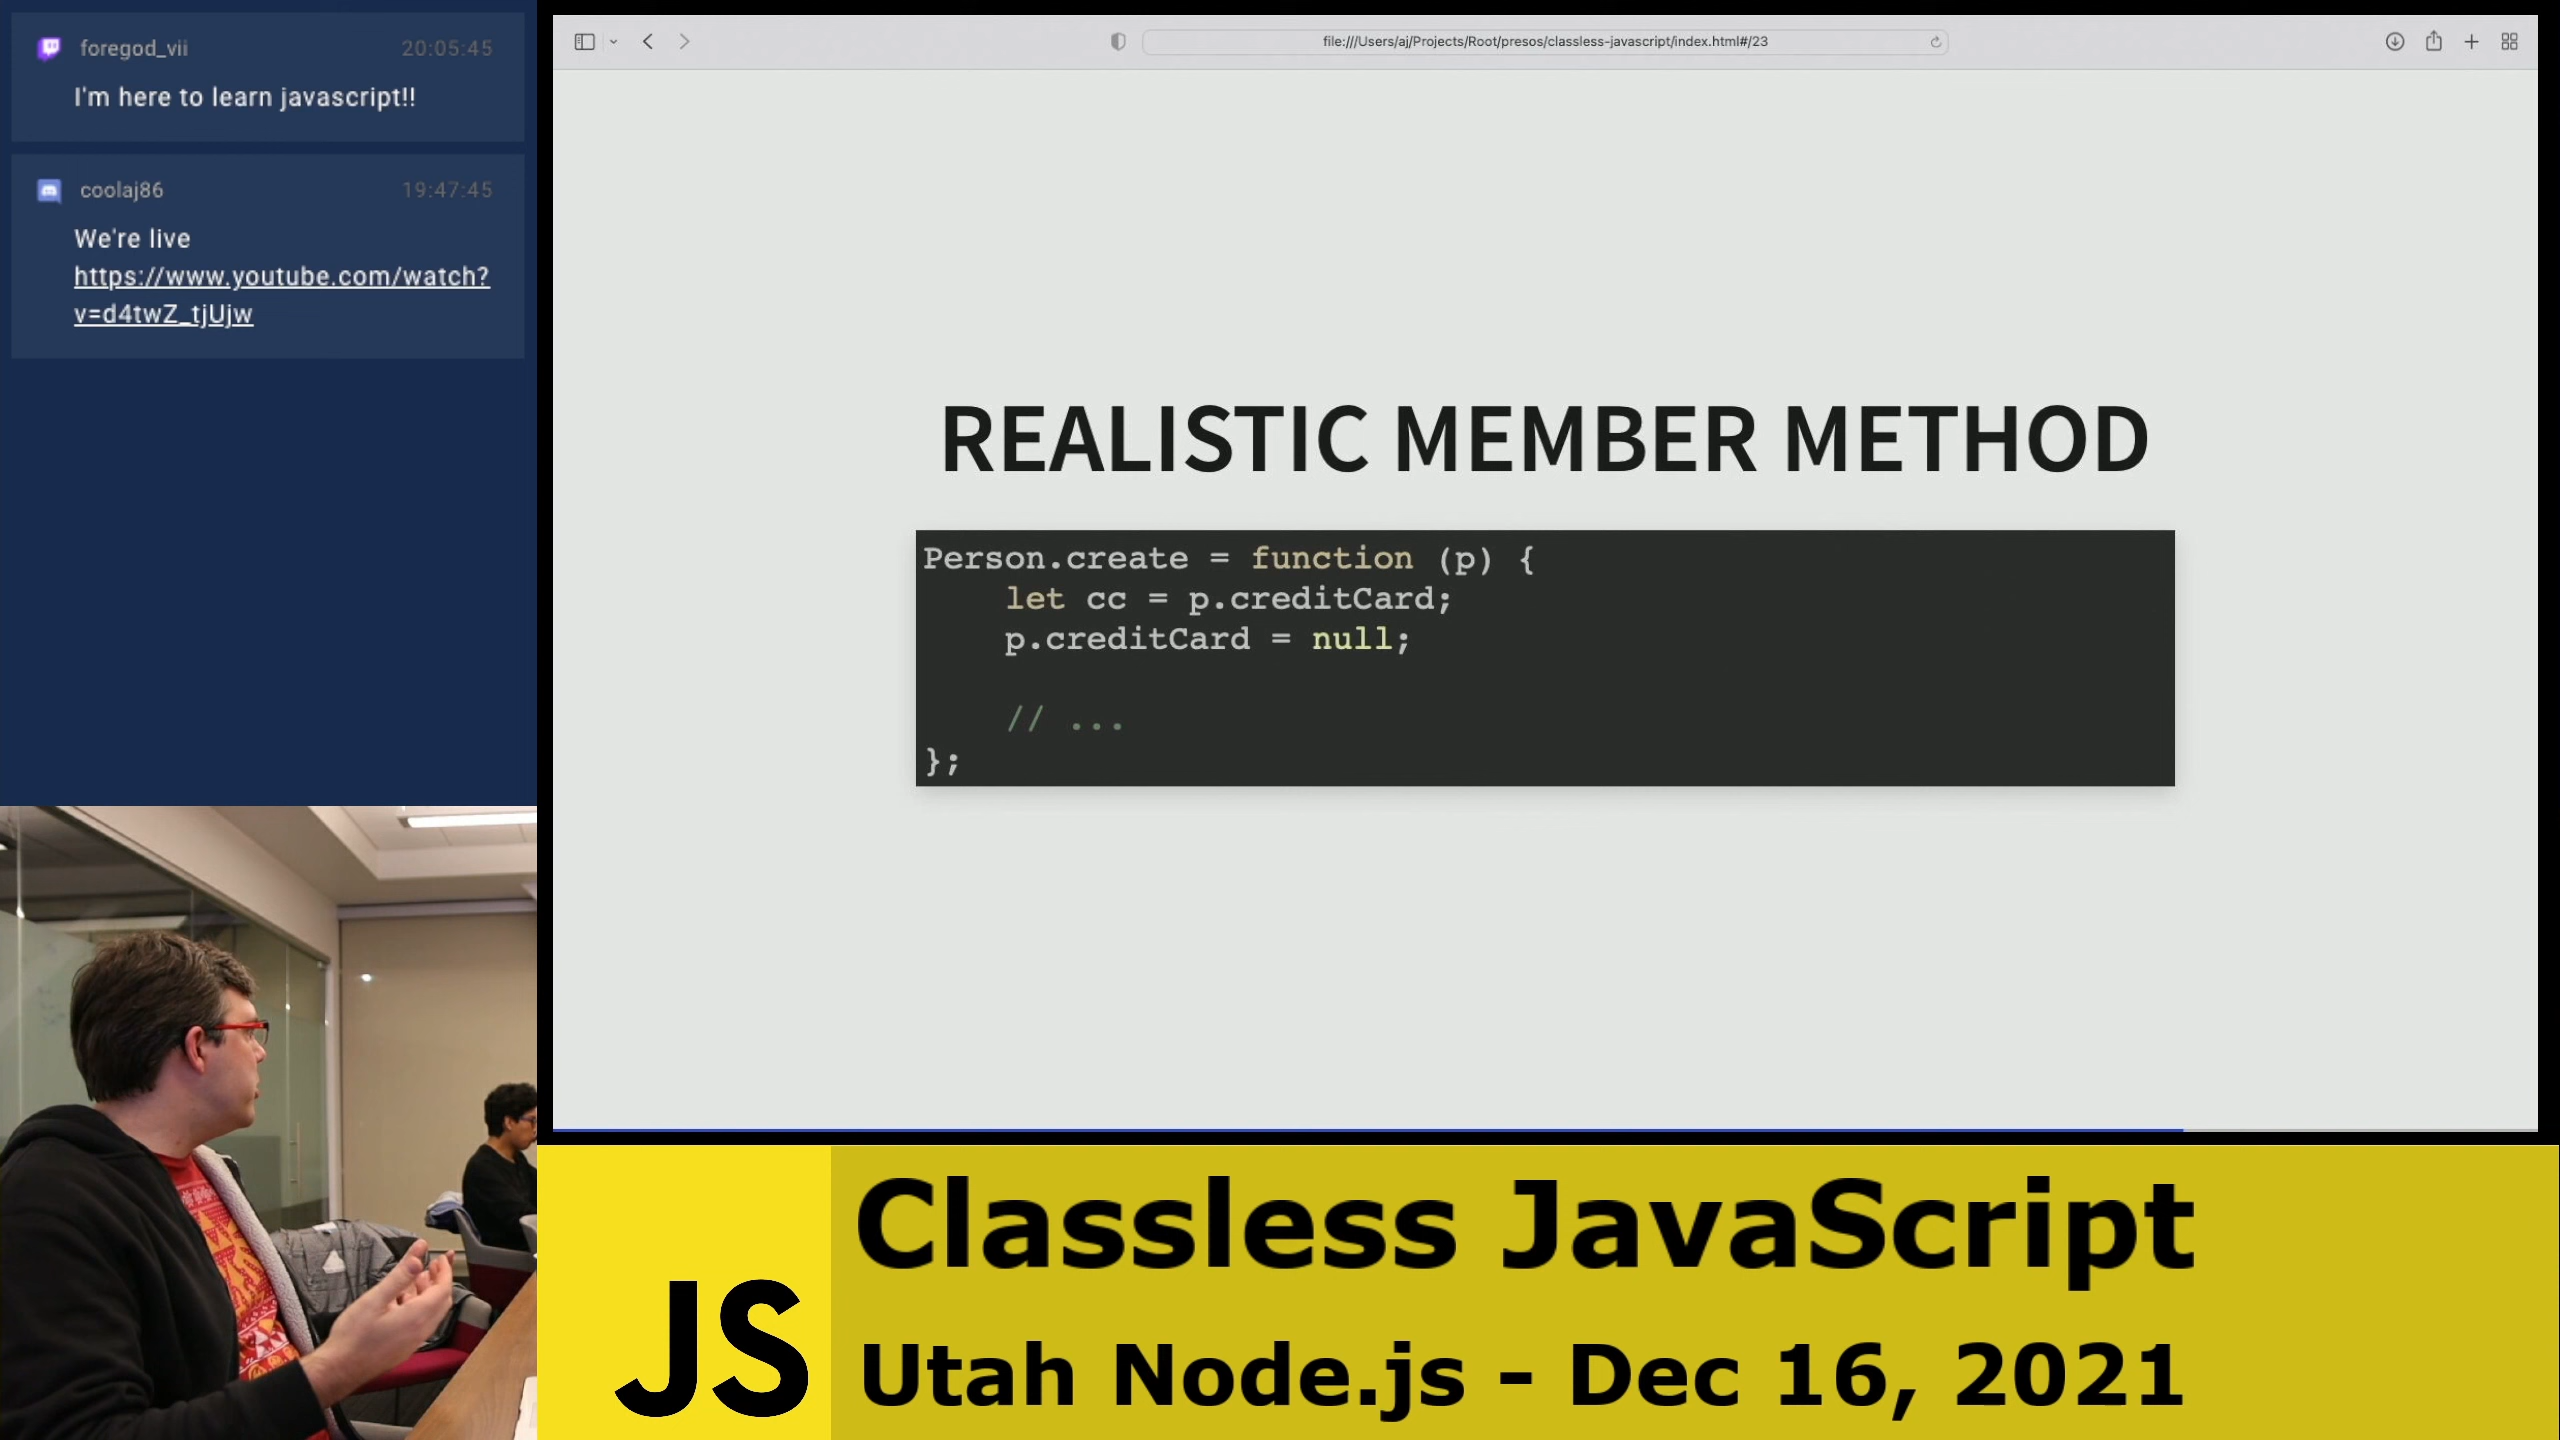 foregod_vii 20:05:45
I'm here to learn javascript!!
coolaj86 19:47:45
We're live
https://www.youtube.com/watch?
v=d4twZ_tjUjw
file:///Users/aj/Projects/Root/presos/classless-javascript/index.html#/23
REALISTIC MEMBER METHOD
Person.create = function (p) {
    let cc = p.creditCard;
    p.creditCard = null;
    // ...
};
JS
Classless JavaScript
Utah Node.js - Dec 16, 2021